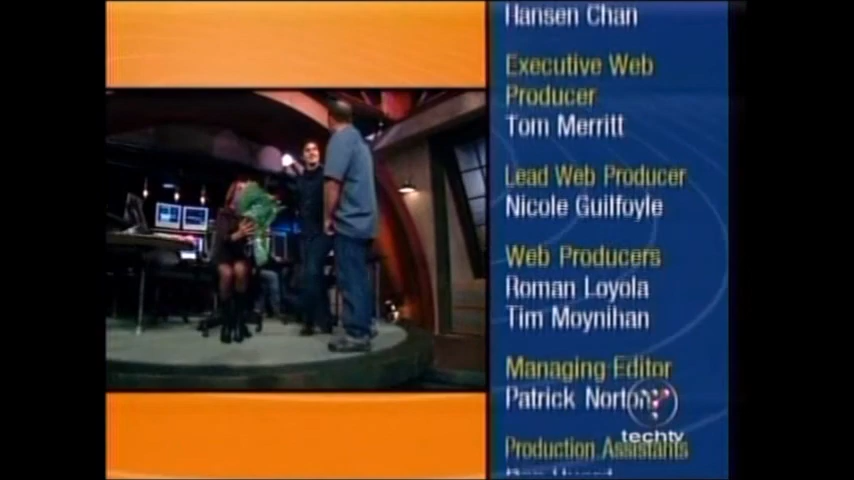 Hansen Chan
Executive Web
Producer
Tom Merritt
Lead Web Producer
Nicole Guilfoyle
Web Producers
Roman Loyola
Tim Moynihan
Managing Editor
Patrick Norton
techtv
Production Assistants